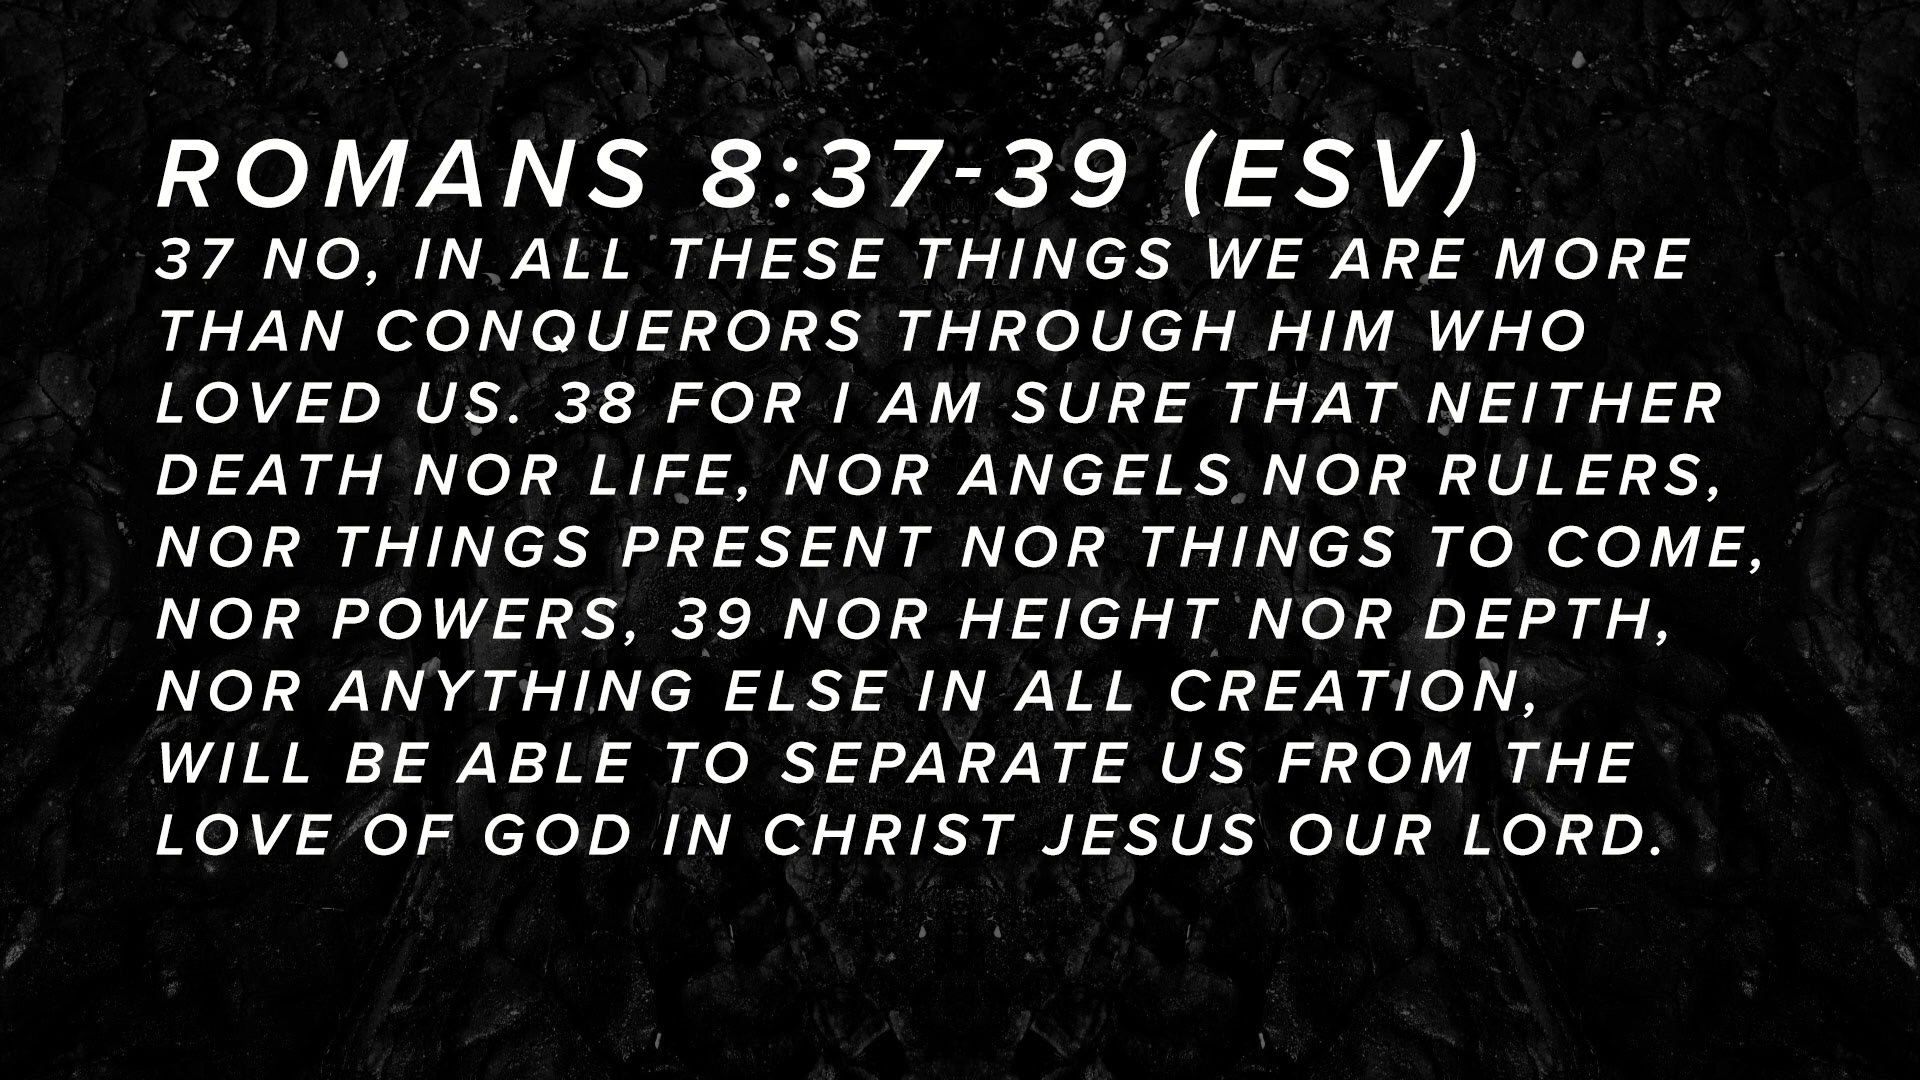 ROMANS 8:37-39 (ESV)
37 NO, IN ALL THESE THINGS WE ARE MORE
THAN CONQUERORS THROUGH HIM WHO
LOVED US. 38 FOR I AM SURE THAT NEITHER
DEATH NOR LIFE, NOR ANGELS NOR RULERS,
NOR THINGS PRESENT NOR THINGS TO COME,
NOR POWERS, 39 NOR HEIGHT NOR DEPTH,
NOR ANYTHING ELSE IN ALL CREATION,
WILL BE ABLE TO SEPARATE US FROM THE
LOVE OF GOD IN CHRIST JESUS OUR LORD.